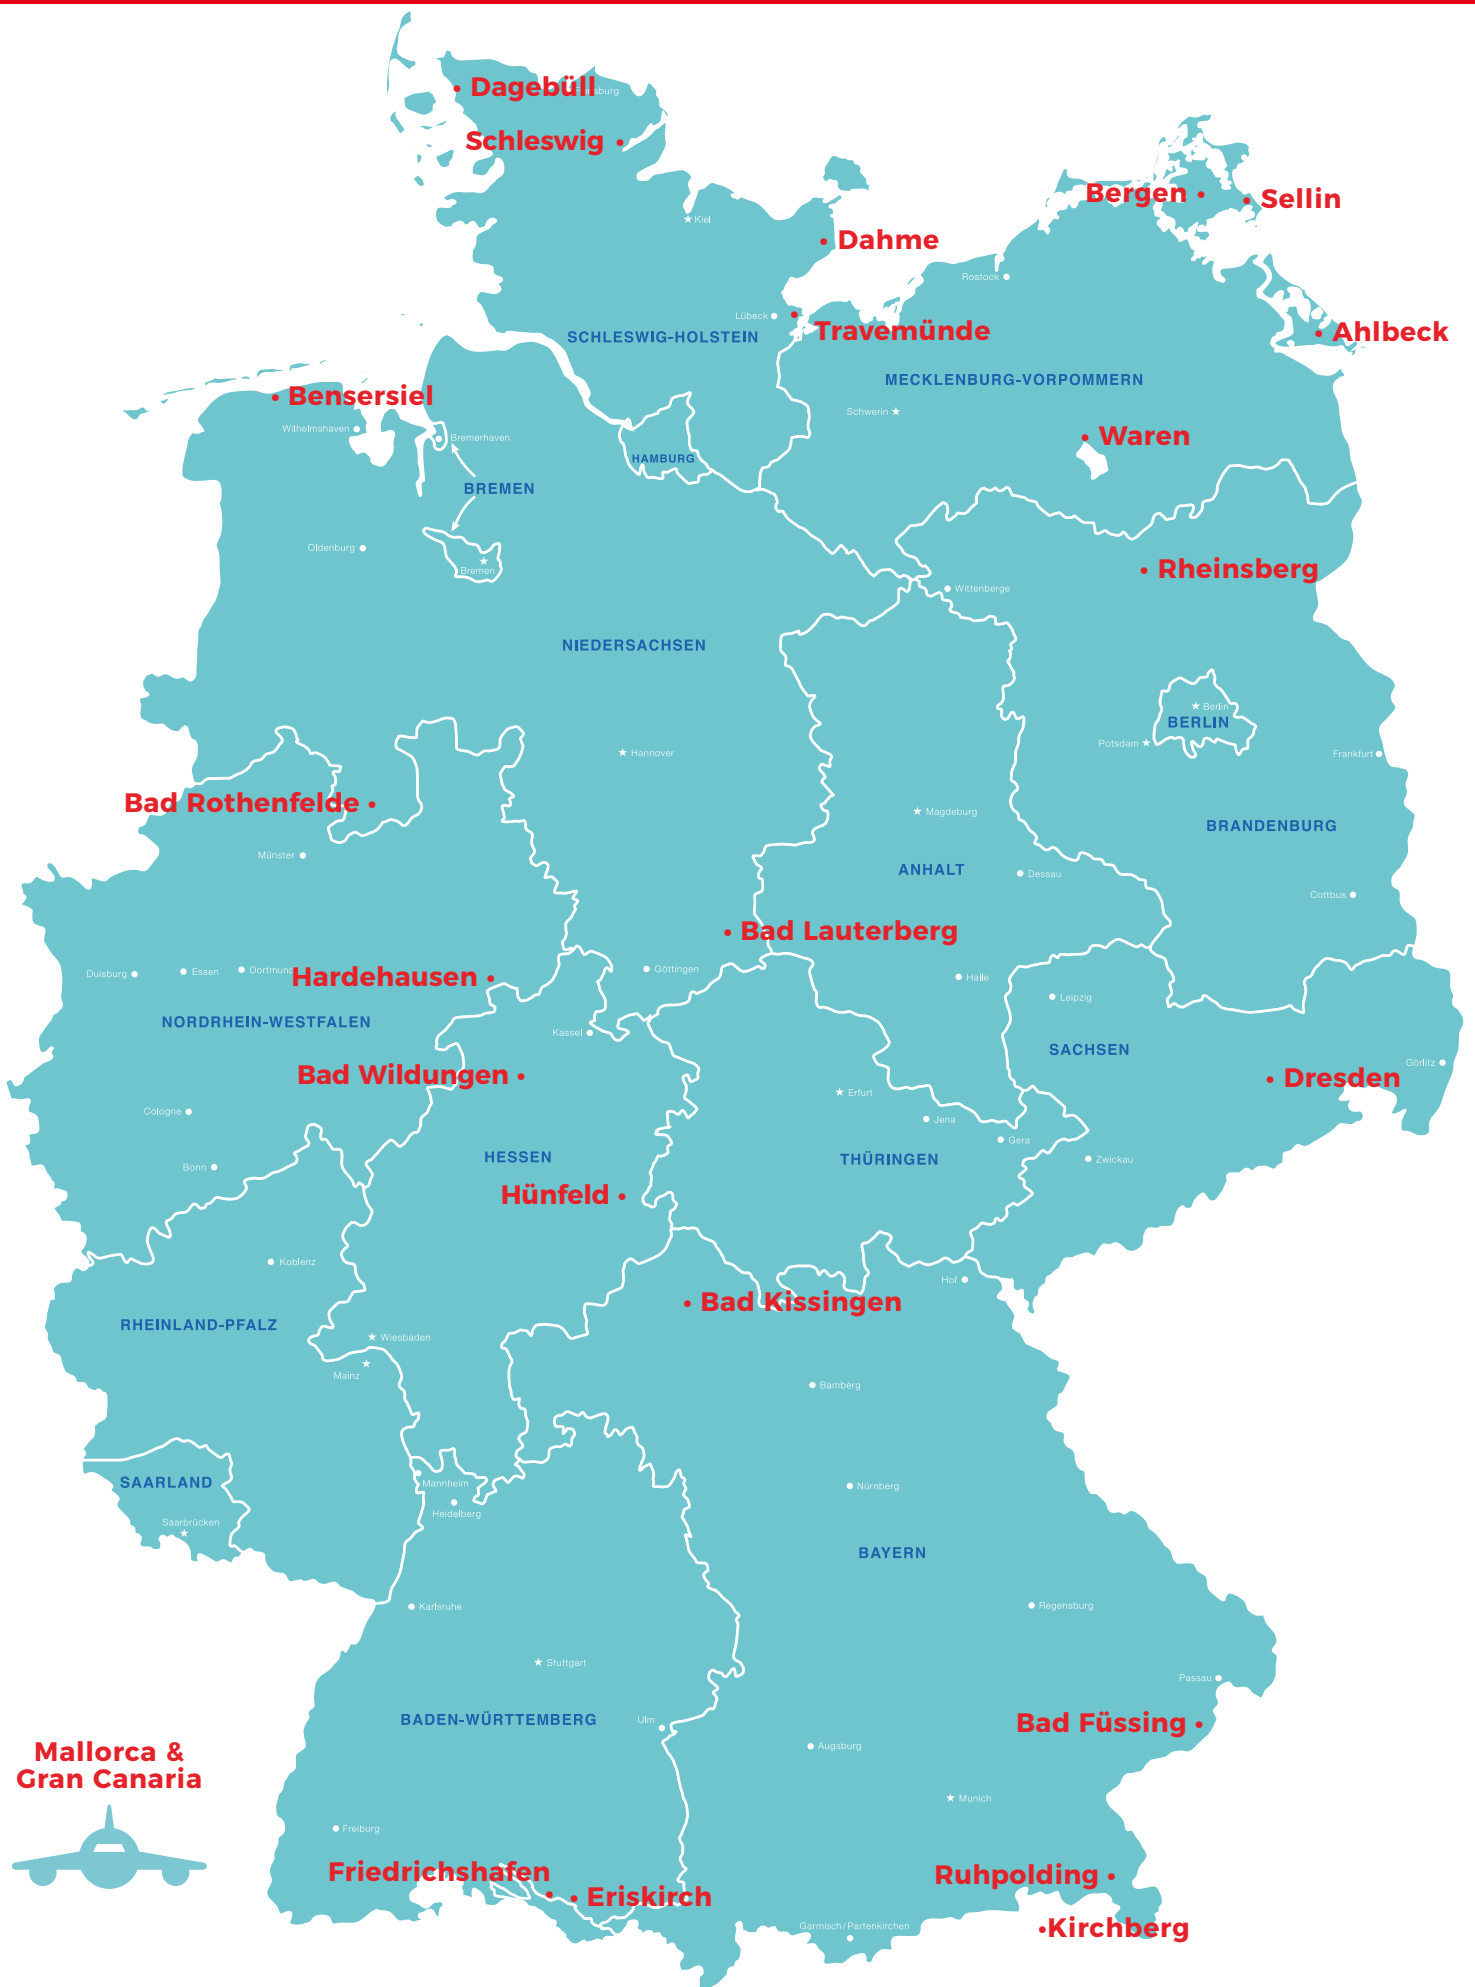 Dagebüll
Schleswig
Kiel
Bergen
Sellin
Dahme
Rostock
Lübeck
Travemünde
Ahlbeck
SCHLESWIG-HOLSTEIN
MECKLENBURG-VORPOMMERN
Bensersiel
Schwerin
Wilhelmshaven
Bremerhaven
Waren
HAMBURG
BREMEN
Oldenburg
Bremen
Rheinsberg
Wittenberge
NIEDERSACHSEN
Berlin
BERLIN
Potsdam
Hannover
Frankfurt
Bad Rothenfelde
Magdeburg
BRANDENBURG
Münster
ANHALT
Dessau
Cottbus
Bad Lauterberg
Duisburg
Essen
Dortmund
Hardehausen
Göttingen
Halle
Leipzig
NORDRHEIN-WESTFALEN
Kassel
SACHSEN
Görlitz
Bad Wildungen
Dresden
Erfurt
Cologne
Jena
Gera
HESSEN
THÜRINGEN
Zwickau
Bonn
Hünfeld
Koblenz
Hof
Bad Kissingen
RHEINLAND-PFALZ
Wiesbaden
Mainz
Bamberg
SAARLAND
Mannheim
Nürnberg
Heidelberg
Saarbrücken
BAYERN
Karlsruhe
Regensburg
Stuttgart
Passau
BADEN-WÜRTTEMBERG
Ulm
Bad Füssing
Augsburg
Mallorca &
Gran Canaria
Munich
Freiburg
Friedrichshafen
Ruhpolding
Eriskirch
Garmisch/Partenkirchen
Kirchberg